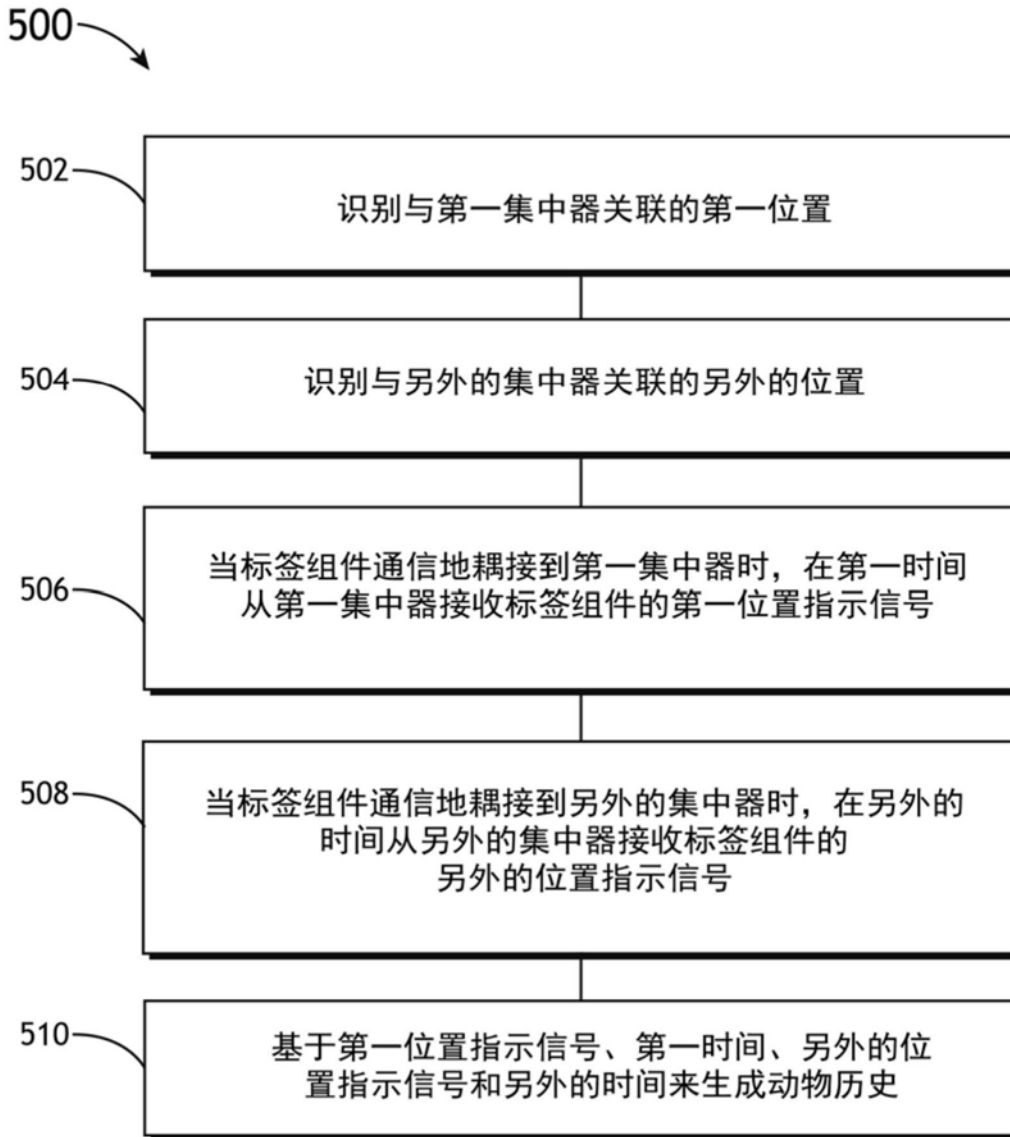 500
502
识别与第一集中器关联的第一位置
504
识别与另外的集中器关联的另外的位置
506
当标签组件通信地耦接到第一集中器时，在第一时间
从第一集中器接收标签组件的第一位置指示信号
508
当标签组件通信地耦接到另外的集中器时，在另外的
时间从另外的集中器接收标签组件的
另外的位置指示信号
510
基于第一位置指示信号、第一时间、另外的位
置指示信号和另外的时间来生成动物历史